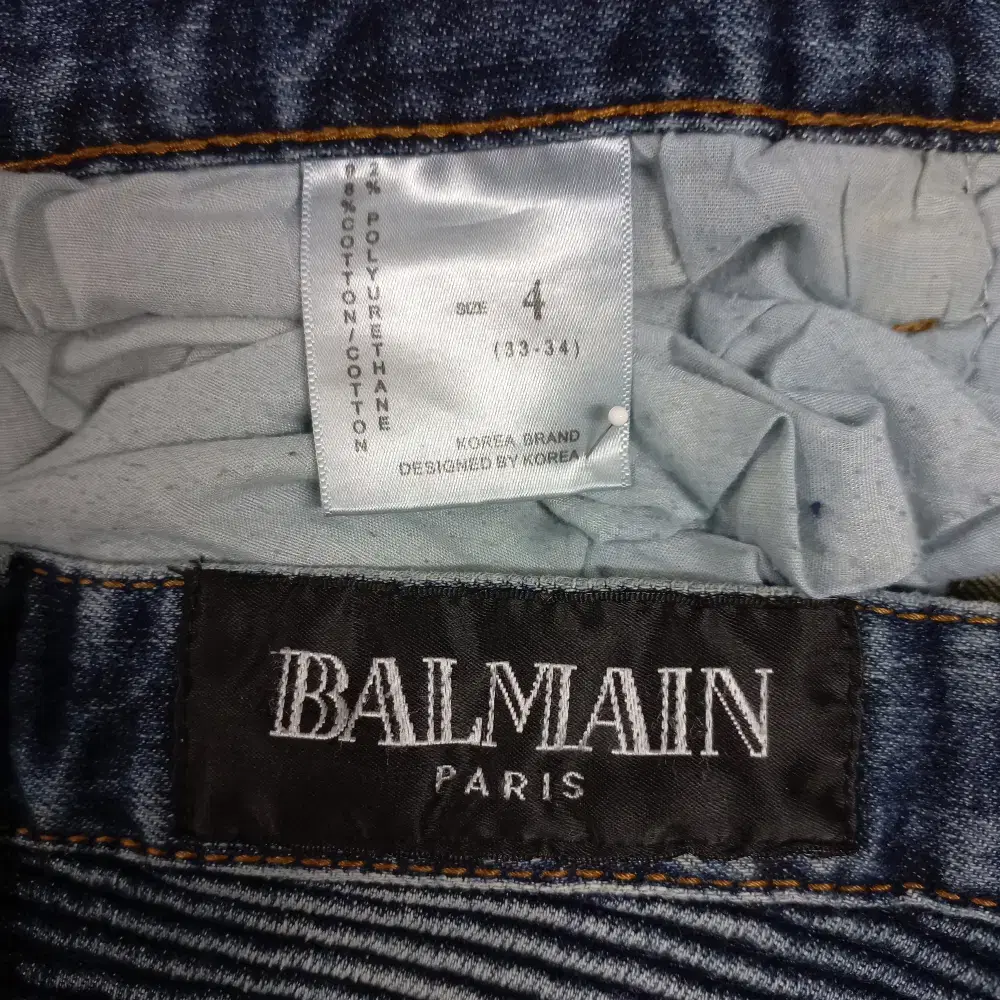 98%COTTON/COTTON
2% POLYURETHANE
SIZE 4
(33-34)
KOREA BRAND
DESIGNED BY KOREA
BALMAIN
PARIS